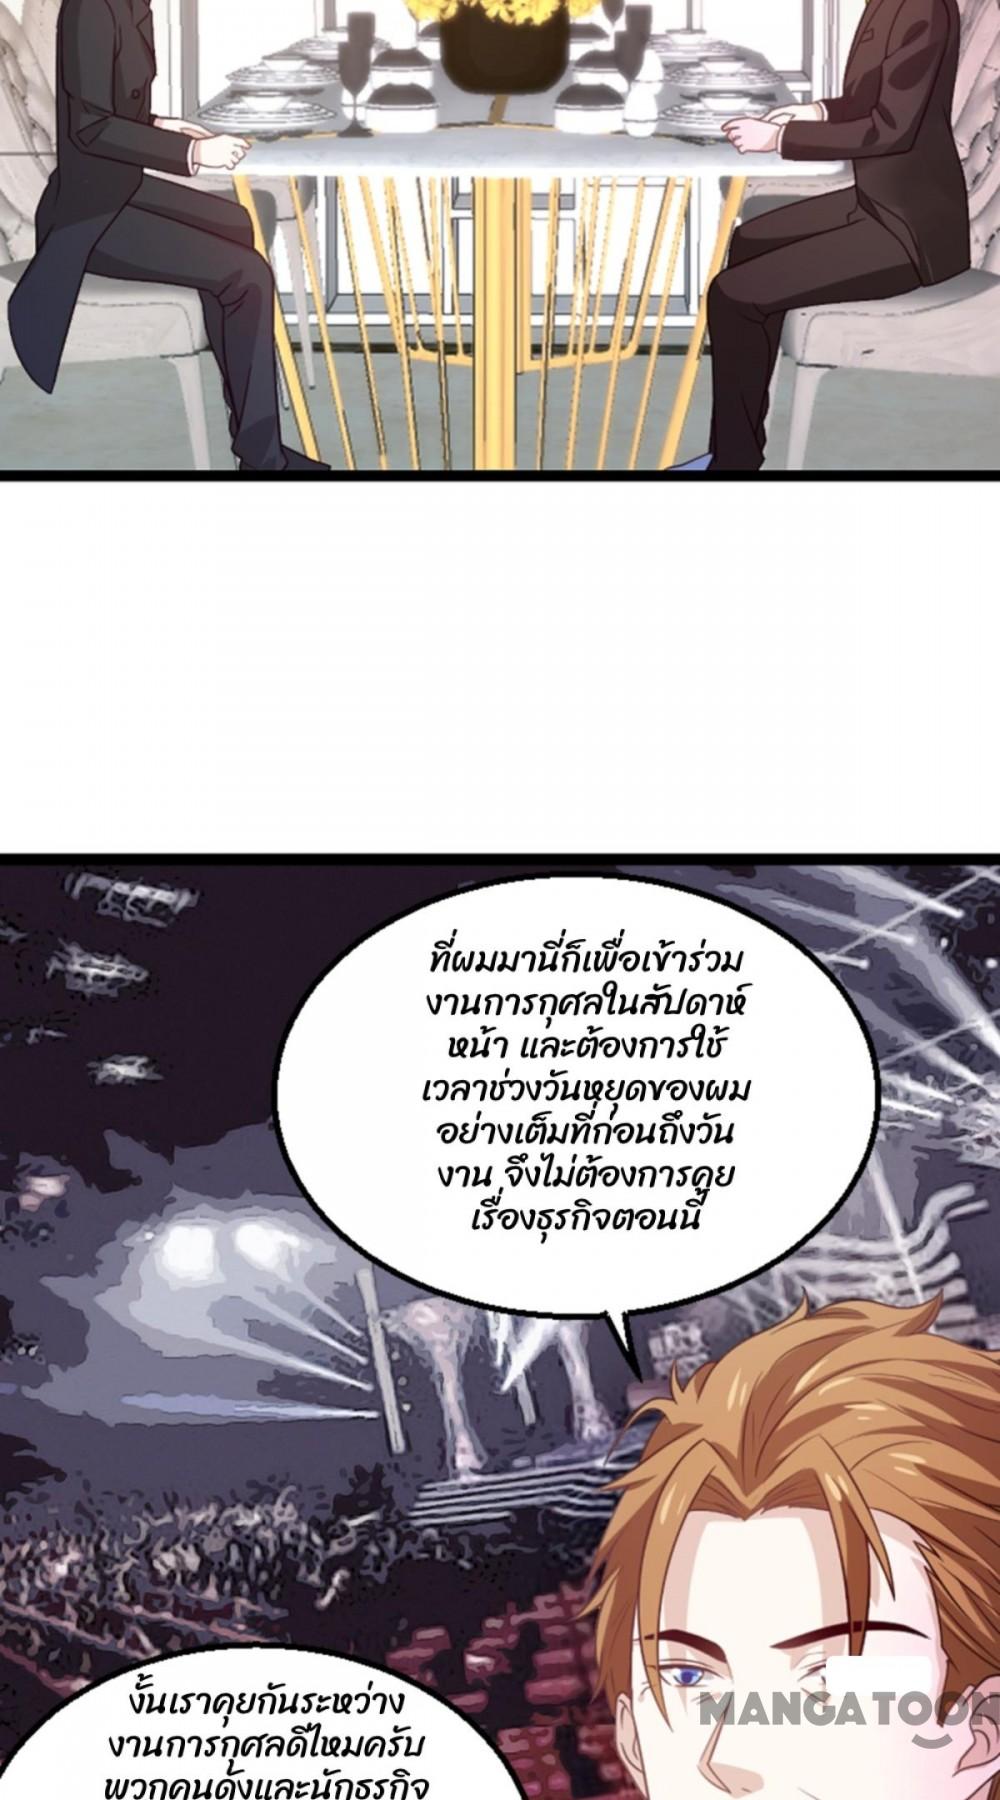 ที่ผมมานี่ก็เพื่อเข้าร่วม
งานการกุศลในสัปดาห์
หน้า และต้องการใช้
เวลาช่วงวันหยุดของผม
อย่างเต็มที่ก่อนถึงวัน
งาน จึงไม่ต้องการคุย
เรื่องธุรกิจตอนนี้
งั้นเราคุยกันระหว่าง
งานการกุศลดีไหมครับ
พวกคนดังและนักธุรกิจ
MANGATOON